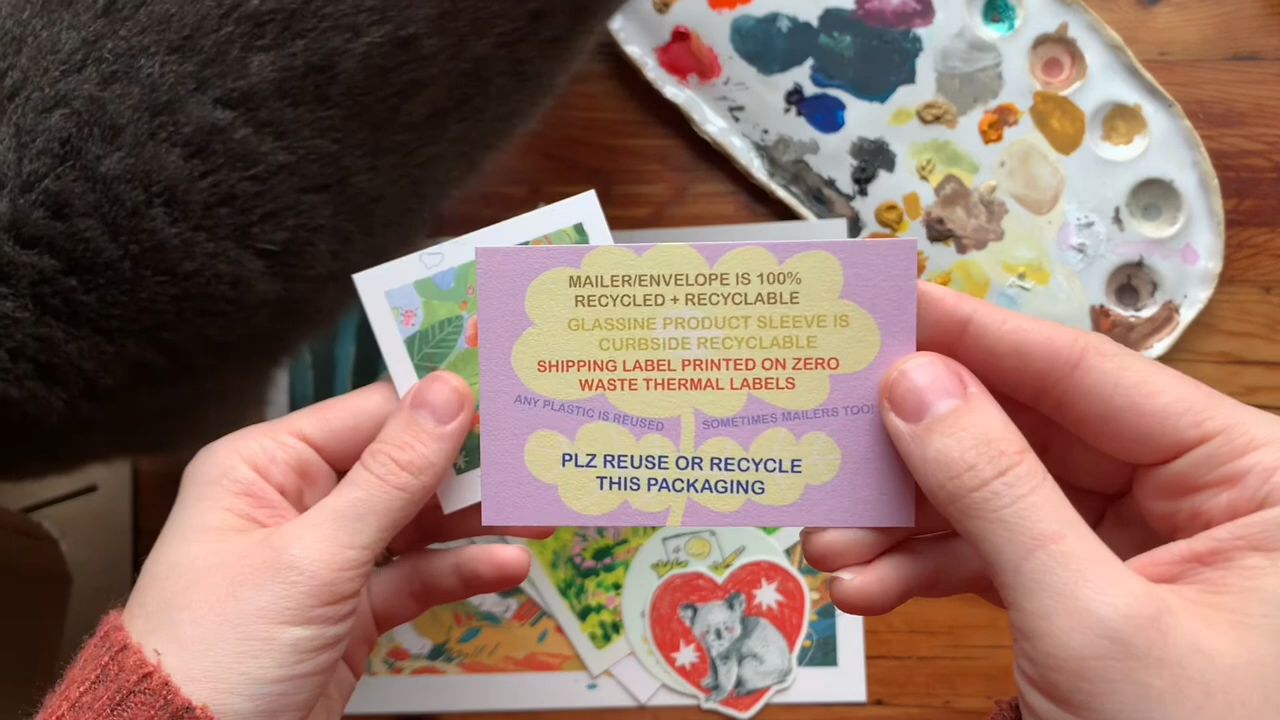 MAILER/ENVELOPE IS 100%
RECYCLED + RECYCLABLE
GLASSINE PRODUCT SLEEVE IS
CURBSIDE RECYCLABLE
SHIPPING LABEL PRINTED ON ZERO
WASTE THERMAL LABELS
ANY PLASTIC IS REUSED
SOMETIMES MAILERS TOO!
PLZ REUSE OR RECYCLE
THIS PACKAGING